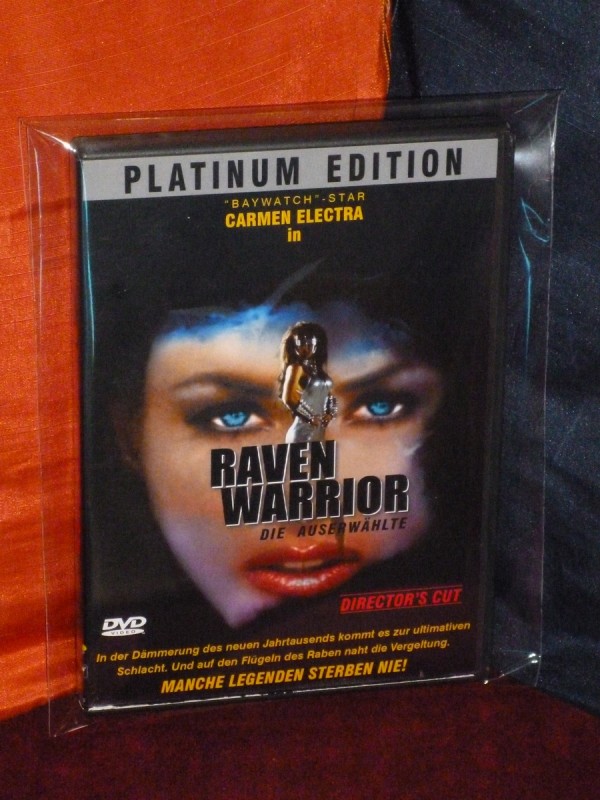 PLATINUM EDITION
"BAYWATCH"-STAR
CARMEN ELECTRA
in
RAVEN
WARRIOR
DIE AUSERWÄHLTE
DIRECTOR'S CUT
DVD
VIDEO
In der Dämmerung des neuen Jahrtausends kommt es zur ultimativen
Schlacht. Und auf den Flügeln des Raben naht die Vergeltung.
MANCHE LEGENDEN STERBEN NIE!